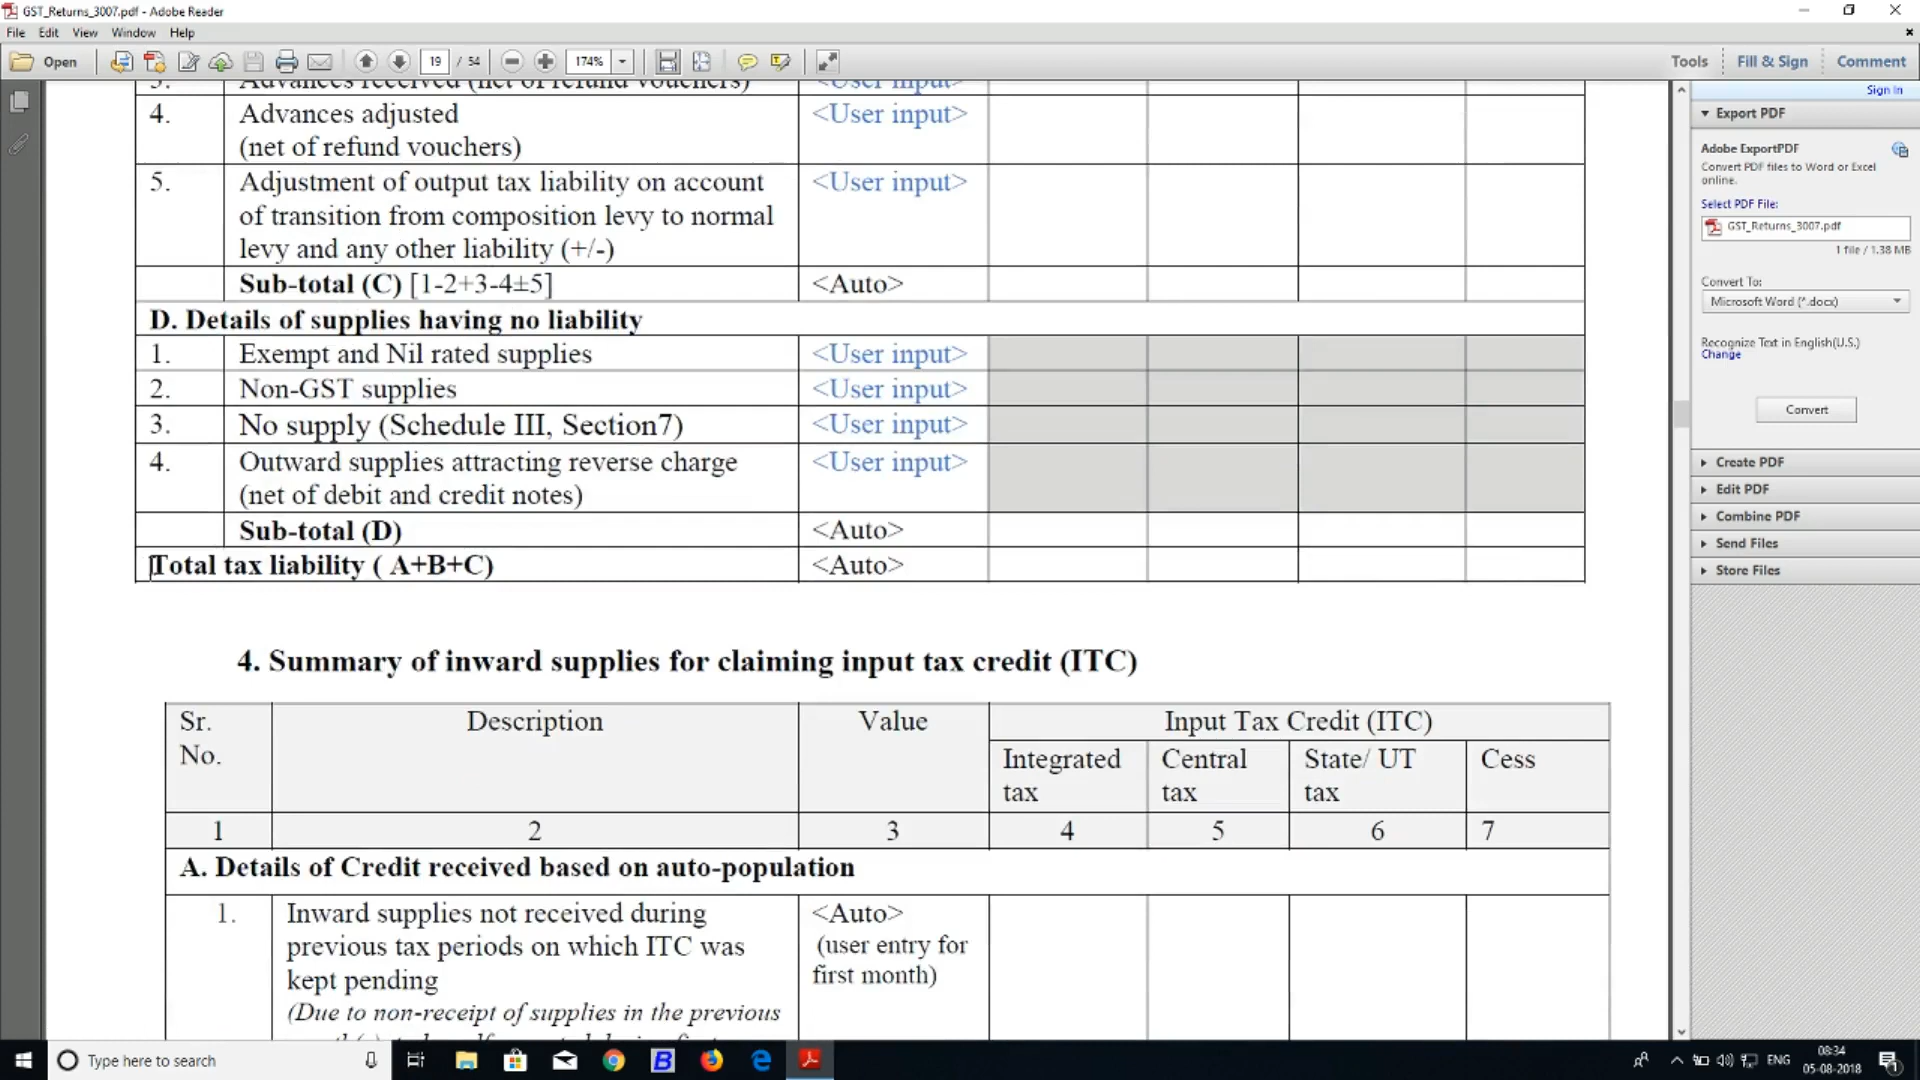 GST_Returns_3007.pdf - Adobe Reader
File Edit View Window Help
Open 19 / 54 174% Tools Fill & Sign Comment
3. Advances received (net of refund vouchers) <User input>
4. Advances adjusted <User input>
(net of refund vouchers)
5. Adjustment of output tax liability on account <User input>
of transition from composition levy to normal
levy and any other liability (+/-)
Sub-total (C) [1-2+3-4±5] <Auto>
D. Details of supplies having no liability
1. Exempt and Nil rated supplies <User input>
2. Non-GST supplies <User input>
3. No supply (Schedule III, Section7) <User input>
4. Outward supplies attracting reverse charge <User input>
(net of debit and credit notes)
Sub-total (D) <Auto>
Total tax liability ( A+B+C) <Auto>
4. Summary of inward supplies for claiming input tax credit (ITC)
Sr. Description Value Input Tax Credit (ITC)
No.
Integrated Central State/ UT Cess
tax tax tax
1 2 3 4 5 6 7
A. Details of Credit received based on auto-population
1. Inward supplies not received during <Auto>
previous tax periods on which ITC was (user entry for
kept pending first month)
(Due to non-receipt of supplies in the previous
Sign In
Export PDF
Adobe ExportPDF
Convert PDF files to Word or Excel
online.
Select PDF File:
GST_Returns_3007.pdf
1 file / 1.38 MB
Convert To:
Microsoft Word (*.docx)
Recognize Text in English(U.S.)
Change
Convert
Create PDF
Edit PDF
Combine PDF
Send Files
Store Files
Type here to search
B
ENG
08:34
05-08-2018
1